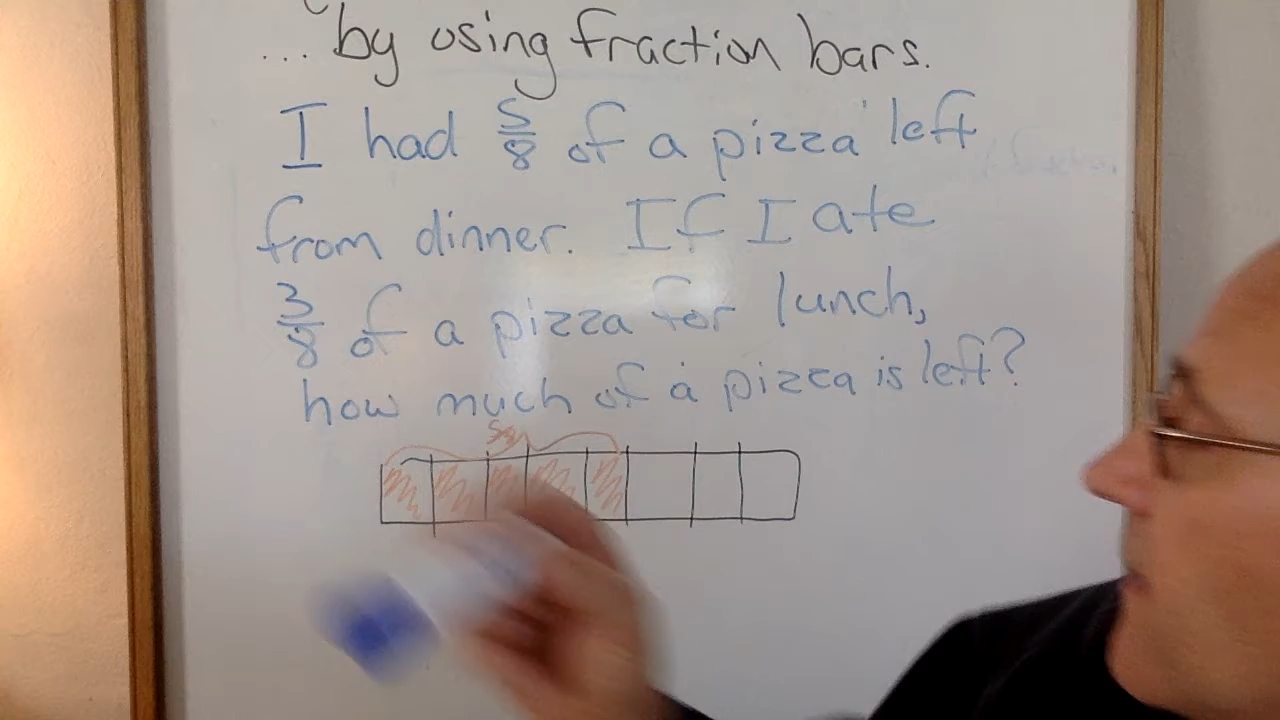 ... by using fraction bars.
I had 5/8 of a pizza left
from dinner. If I ate
3/8 of a pizza for lunch,
how much of a pizza is left?